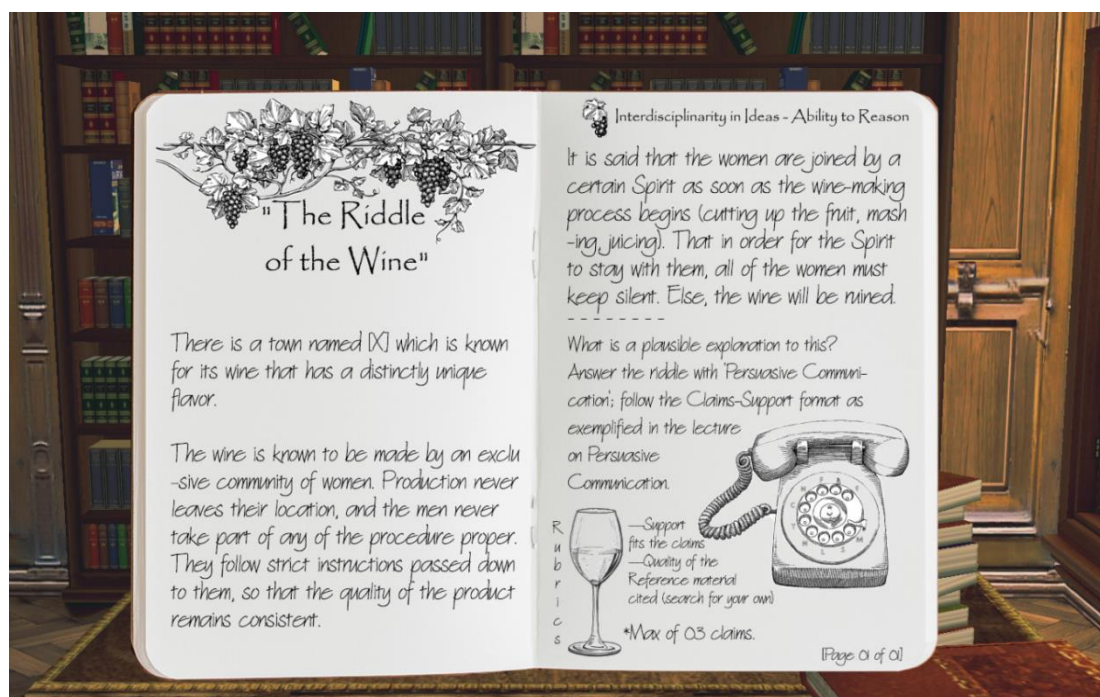 "The Riddle
of the Wine"
There is a town named [X] which is known
for its wine that has a distinctly unique
flavor.
The wine is known to be made by an exclu
-sive community of women. Production never
leaves their location, and the men never
take part of any of the procedure proper.
They follow strict instructions passed down
to them, so that the quality of the product
remains consistent.
Interdisciplinarity in Ideas - Ability to Reason
It is said that the women are joined by a
certain Spirit as soon as the wine-making
process begins (cutting up the fruit, mash
-ing, juicing). That in order for the Spirit
to stay with them, all of the women must
keep silent. Else, the wine will be ruined.
- - - - - - - -
What is a plausible explanation to this?
Answer the riddle with 'Persuasive Communi-
cation'; follow the Claims-Support format as
exemplified in the lecture
on Persuasive
Communication.
Rubrics
—Support
fits the claims
—Quality of the
Reference material
cited (search for your own)
*Max of 03 claims.
[Page 01 of 01]